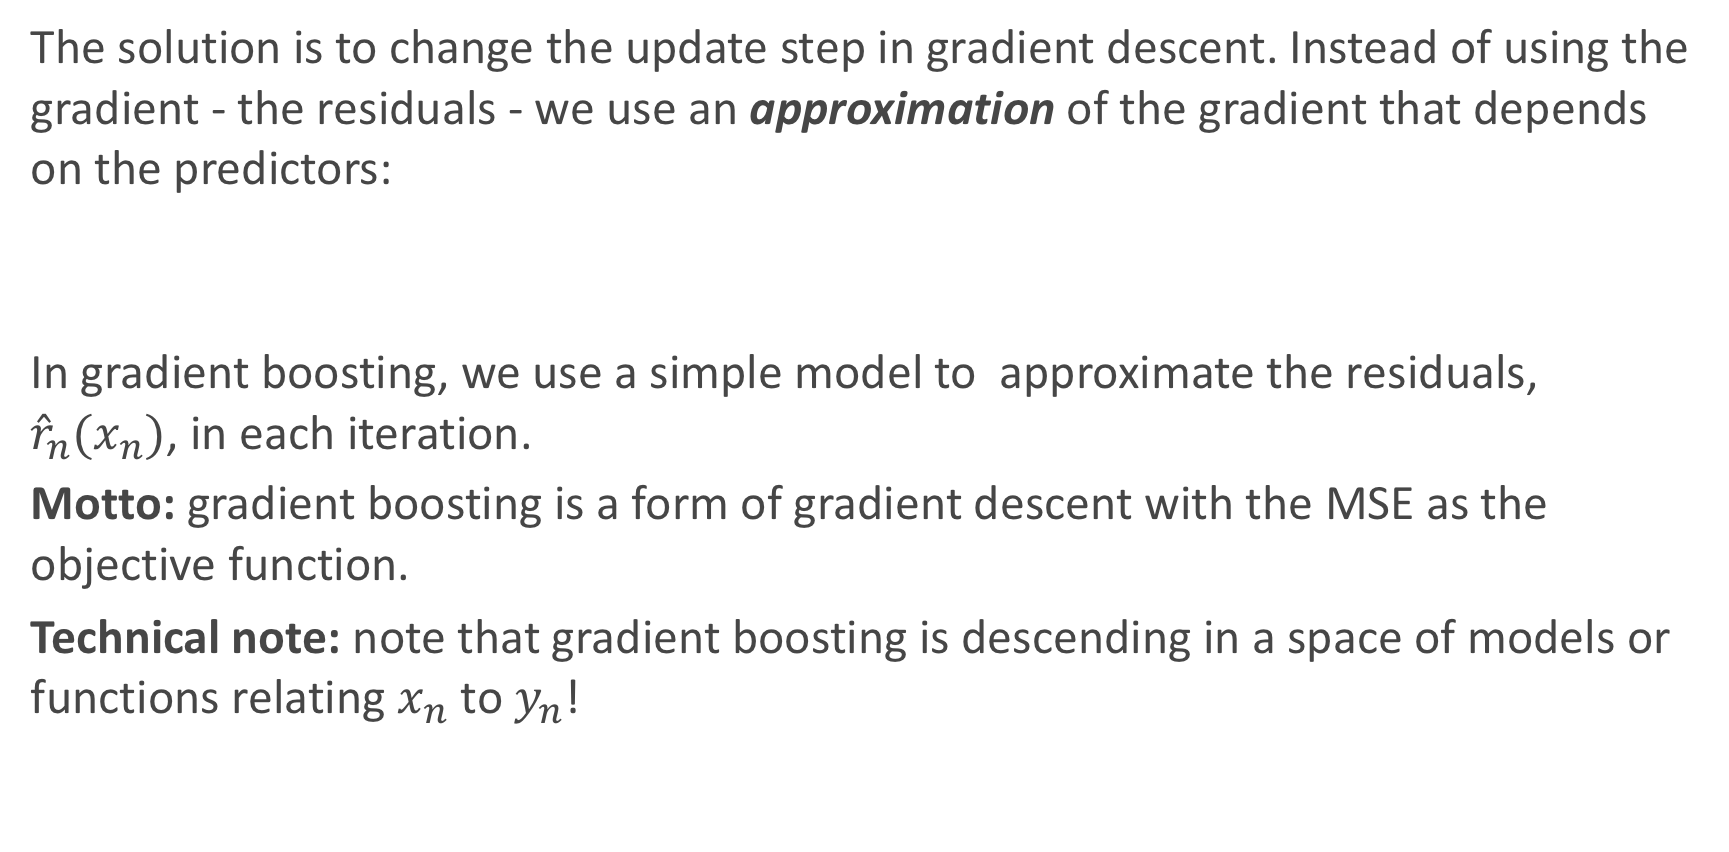 The solution is to change the update step in gradient descent. Instead of using the
gradient - the residuals - we use an approximation of the gradient that depends
on the predictors:
In gradient boosting, we use a simple model to  approximate the residuals,
r̂ₙ(xₙ), in each iteration.
Motto: gradient boosting is a form of gradient descent with the MSE as the
objective function.
Technical note: note that gradient boosting is descending in a space of models or
functions relating xₙ to yₙ!